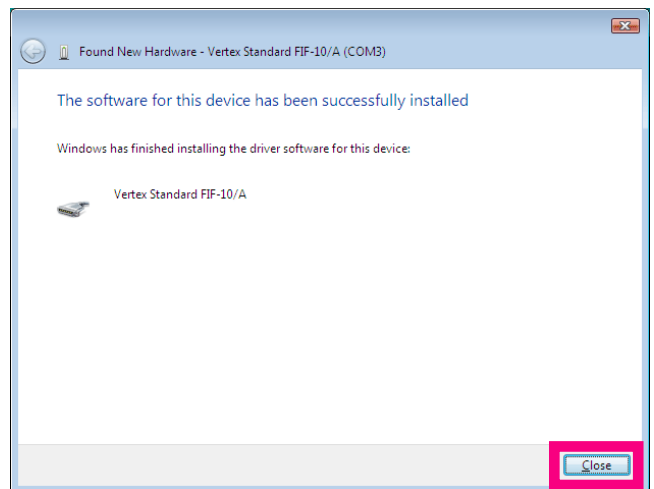 Found New Hardware - Vertex Standard FIF-10/A (COM3)
The software for this device has been successfully installed
Windows has finished installing the driver software for this device:
Vertex Standard FIF-10/A
Close